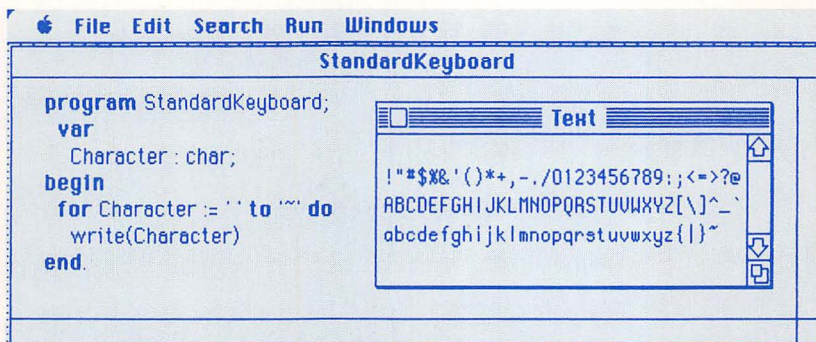 File Edit Search Run Windows
StandardKeyboard
program StandardKeyboard;
var
Character : char;
begin
for Character := ' ' to '~' do
write(Character)
end.
Text
!"#$%&'()*+,-./0123456789:;<=>?@
ABCDEFGHIJKLMNOPQRSTUVWXYZ[\]^_`
abcdefghijklmnopqrstuvwxyz{|}~